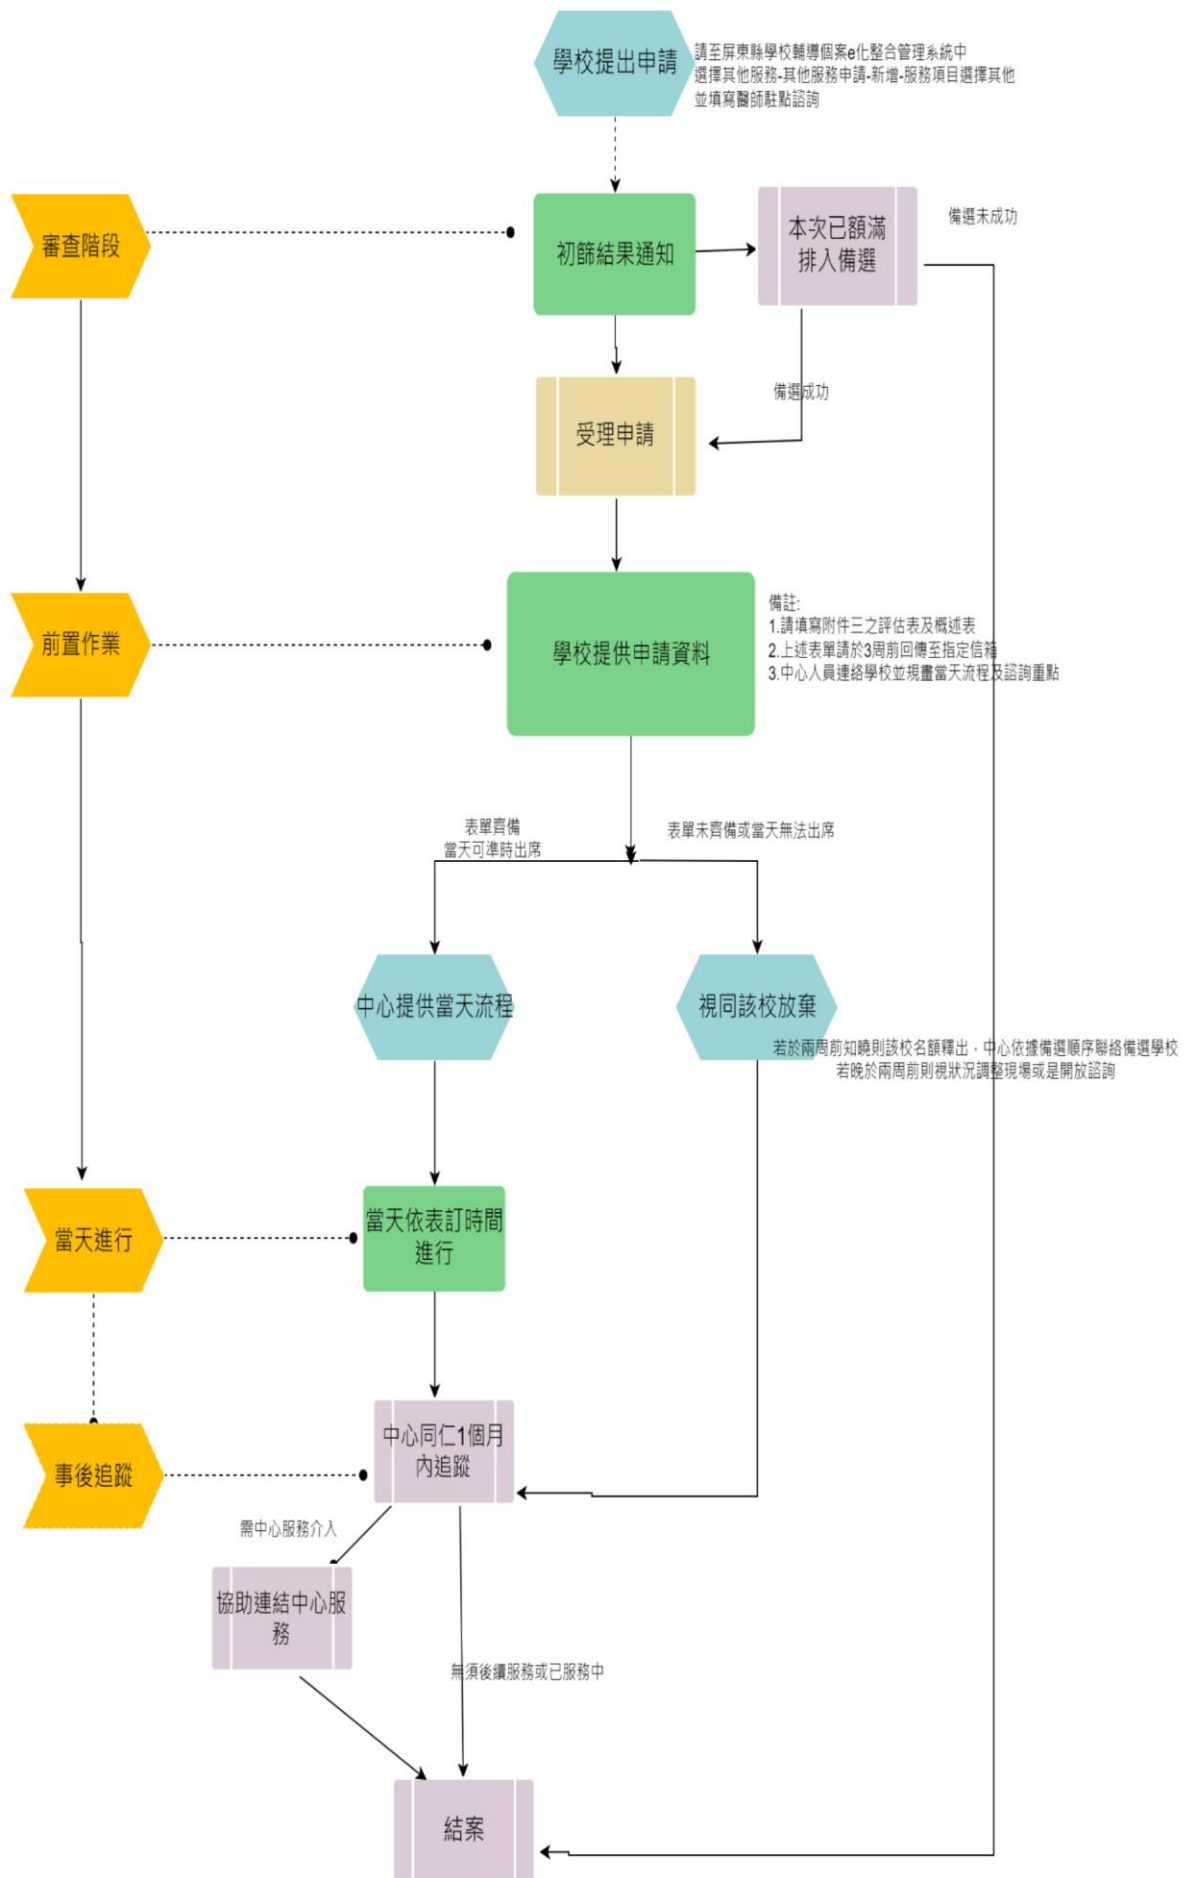 學校提出申請
請至屏東縣學校輔導個案e化整合管理系統中
選擇其他服務-其他服務申請-新增-服務項目選擇其他
並填寫醫師駐點諮詢
審查階段
初篩結果通知
本次已額滿
排入備選
備選未成功
備選成功
受理申請
前置作業
學校提供申請資料
備註:
1.請填寫附件三之評估表及概述表
2.上述表單請於3周前回傳至指定信箱
3.中心人員連絡學校並規畫當天流程及諮詢重點
表單齊備
當天可準時出席
表單未齊備或當天無法出席
中心提供當天流程
視同該校放棄
若於兩周前知曉則該校名額釋出，中心依據備選順序聯絡備選學校
若晚於兩周前則視狀況調整現場或是開放諮詢
當天進行
當天依表訂時間
進行
事後追蹤
中心同仁1個月
內追蹤
需中心服務介入
協助連結中心服
務
無須後續服務或已服務中
結案